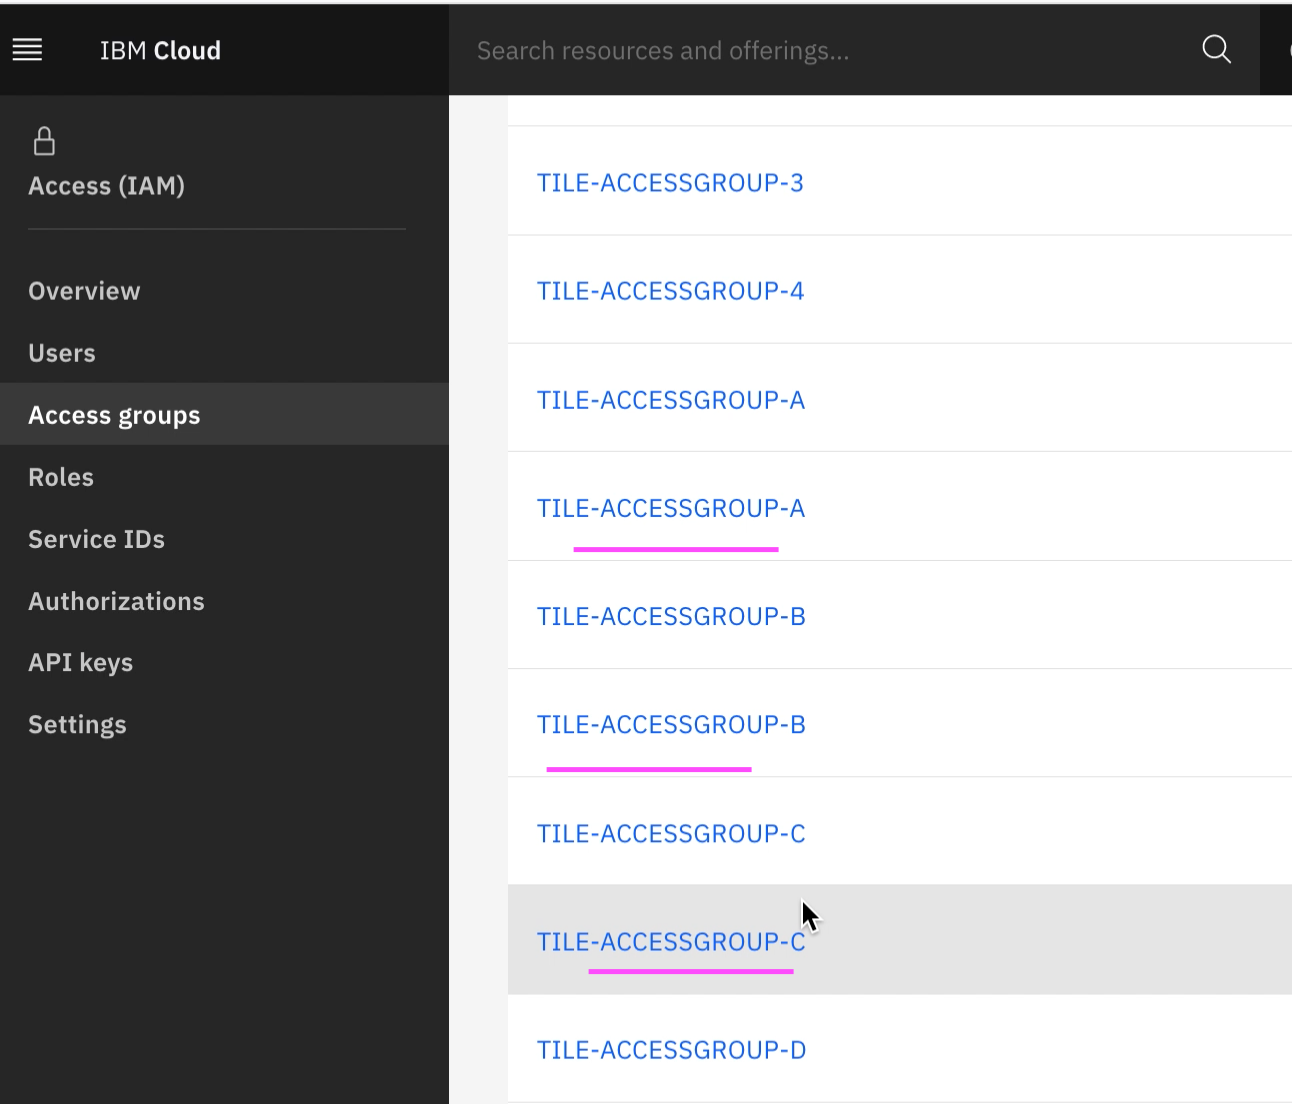 IBM Cloud
Search resources and offerings...
Access (IAM)
Overview
Users
Access groups
Roles
Service IDs
Authorizations
API keys
Settings
TILE-ACCESSGROUP-3
TILE-ACCESSGROUP-4
TILE-ACCESSGROUP-A
TILE-ACCESSGROUP-A
TILE-ACCESSGROUP-B
TILE-ACCESSGROUP-B
TILE-ACCESSGROUP-C
TILE-ACCESSGROUP-C
TILE-ACCESSGROUP-D